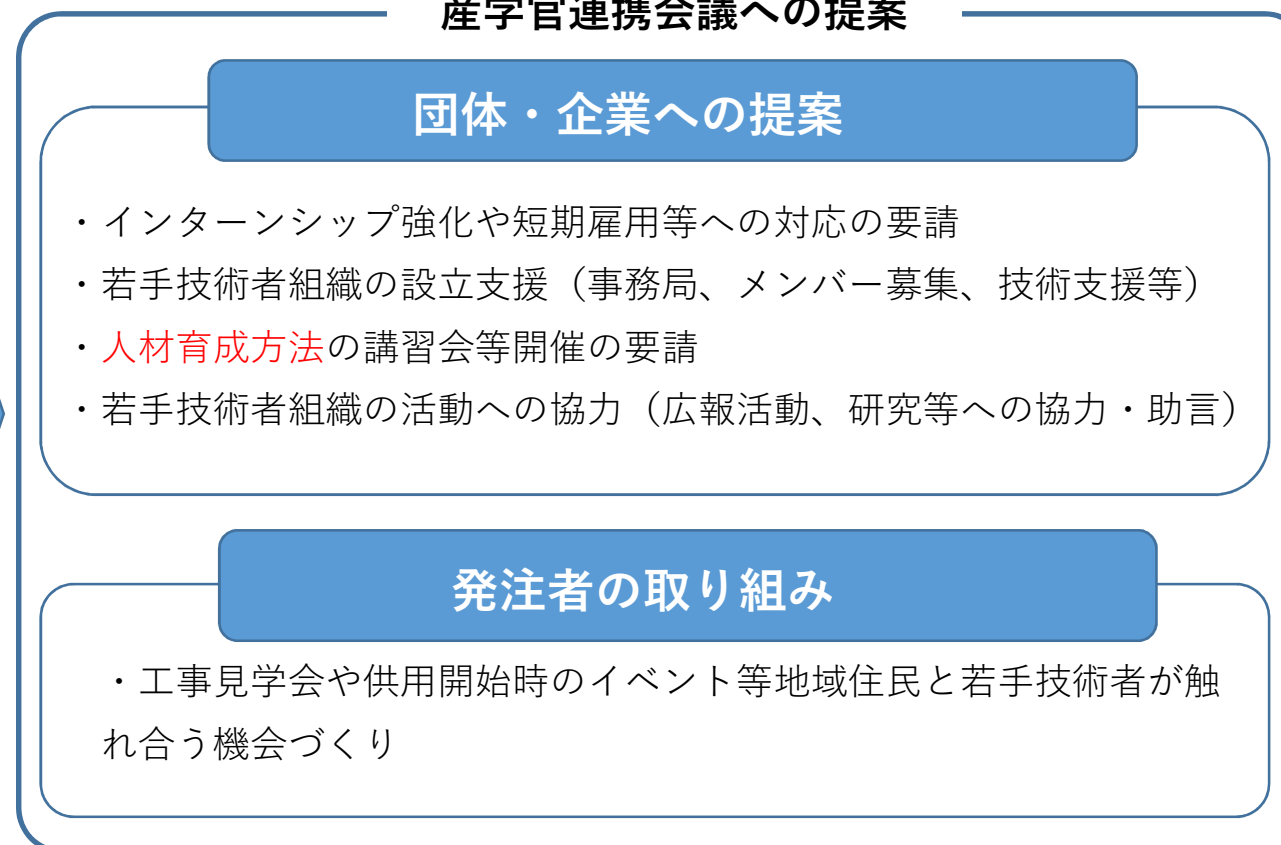 産学官連携会議への提案
団体・企業への提案
・インターンシップ強化や短期雇用等への対応の要請
・若手技術者組織の設立支援（事務局、メンバー募集、技術支援等）
・人材育成方法の講習会等開催の要請
・若手技術者組織の活動への協力（広報活動、研究等への協力・助言）
発注者の取り組み
・工事見学会や供用開始時のイベント等地域住民と若手技術者が触
れ合う機会づくり